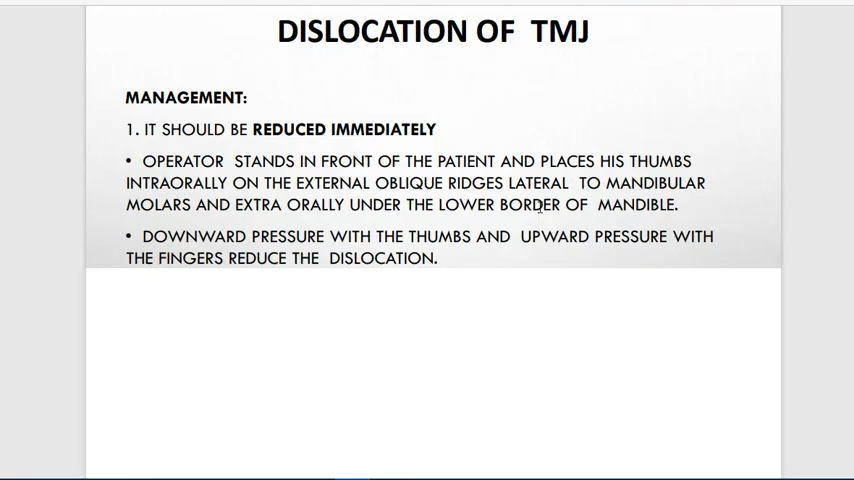 DISLOCATION OF TMJ
MANAGEMENT:
1. IT SHOULD BE REDUCED IMMEDIATELY
• OPERATOR STANDS IN FRONT OF THE PATIENT AND PLACES HIS THUMBS
INTRAORALLY ON THE EXTERNAL OBLIQUE RIDGES LATERAL TO MANDIBULAR
MOLARS AND EXTRA ORALLY UNDER THE LOWER BORDER OF MANDIBLE.
• DOWNWARD PRESSURE WITH THE THUMBS AND UPWARD PRESSURE WITH
THE FINGERS REDUCE THE DISLOCATION.